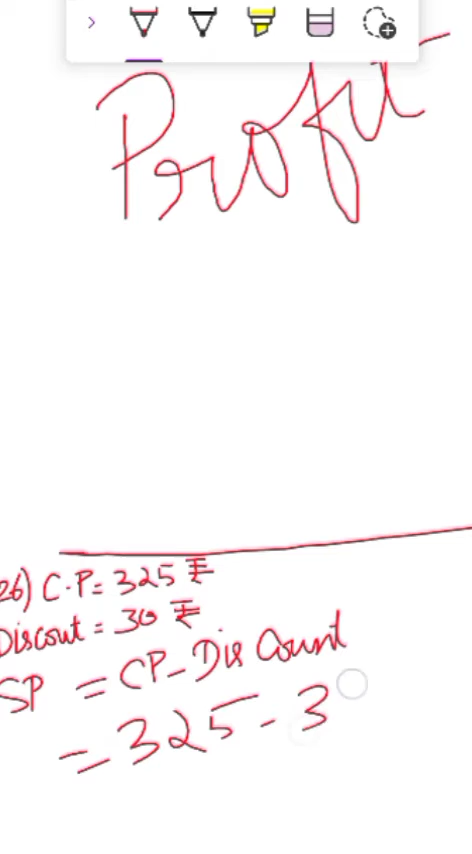 Profit
26) C.P= 325 ₹
Discout = 30 ₹
SP = CP-DisCount
= 325-3